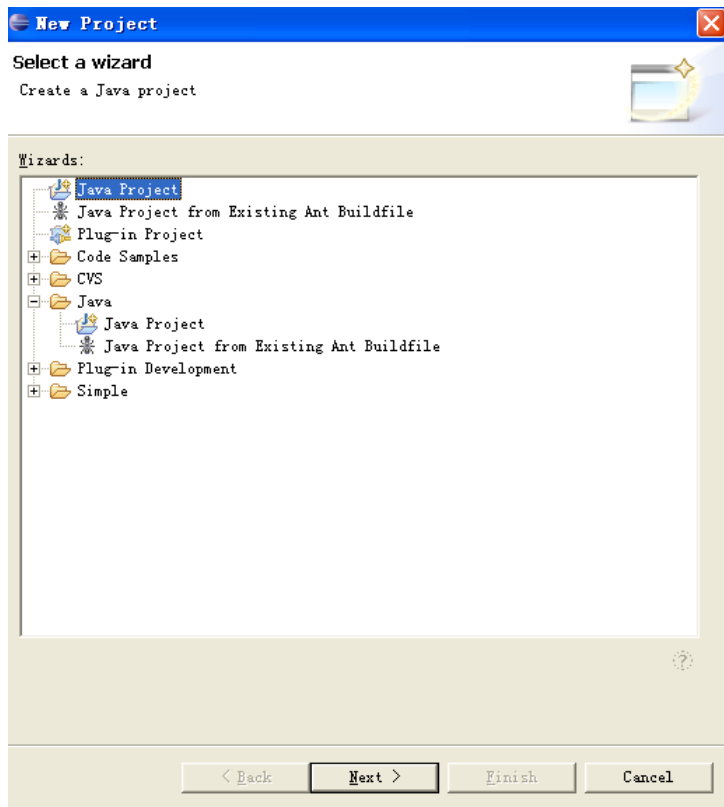 New Project
Select a wizard
Create a Java project
Wizards:
Java Project
Java Project from Existing Ant Buildfile
Plug-in Project
Code Samples
CVS
Java
Java Project
Java Project from Existing Ant Buildfile
Plug-in Development
Simple
?
< Back Next > Finish Cancel